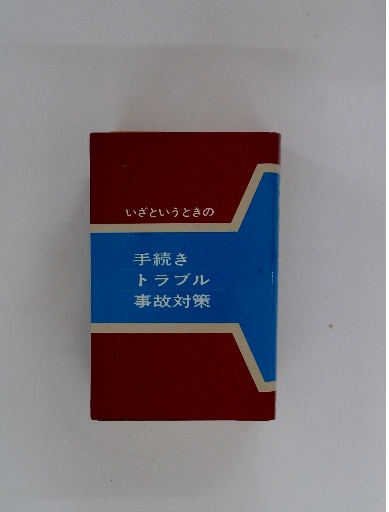 いざというときの
手続き
トラブル
事故対策